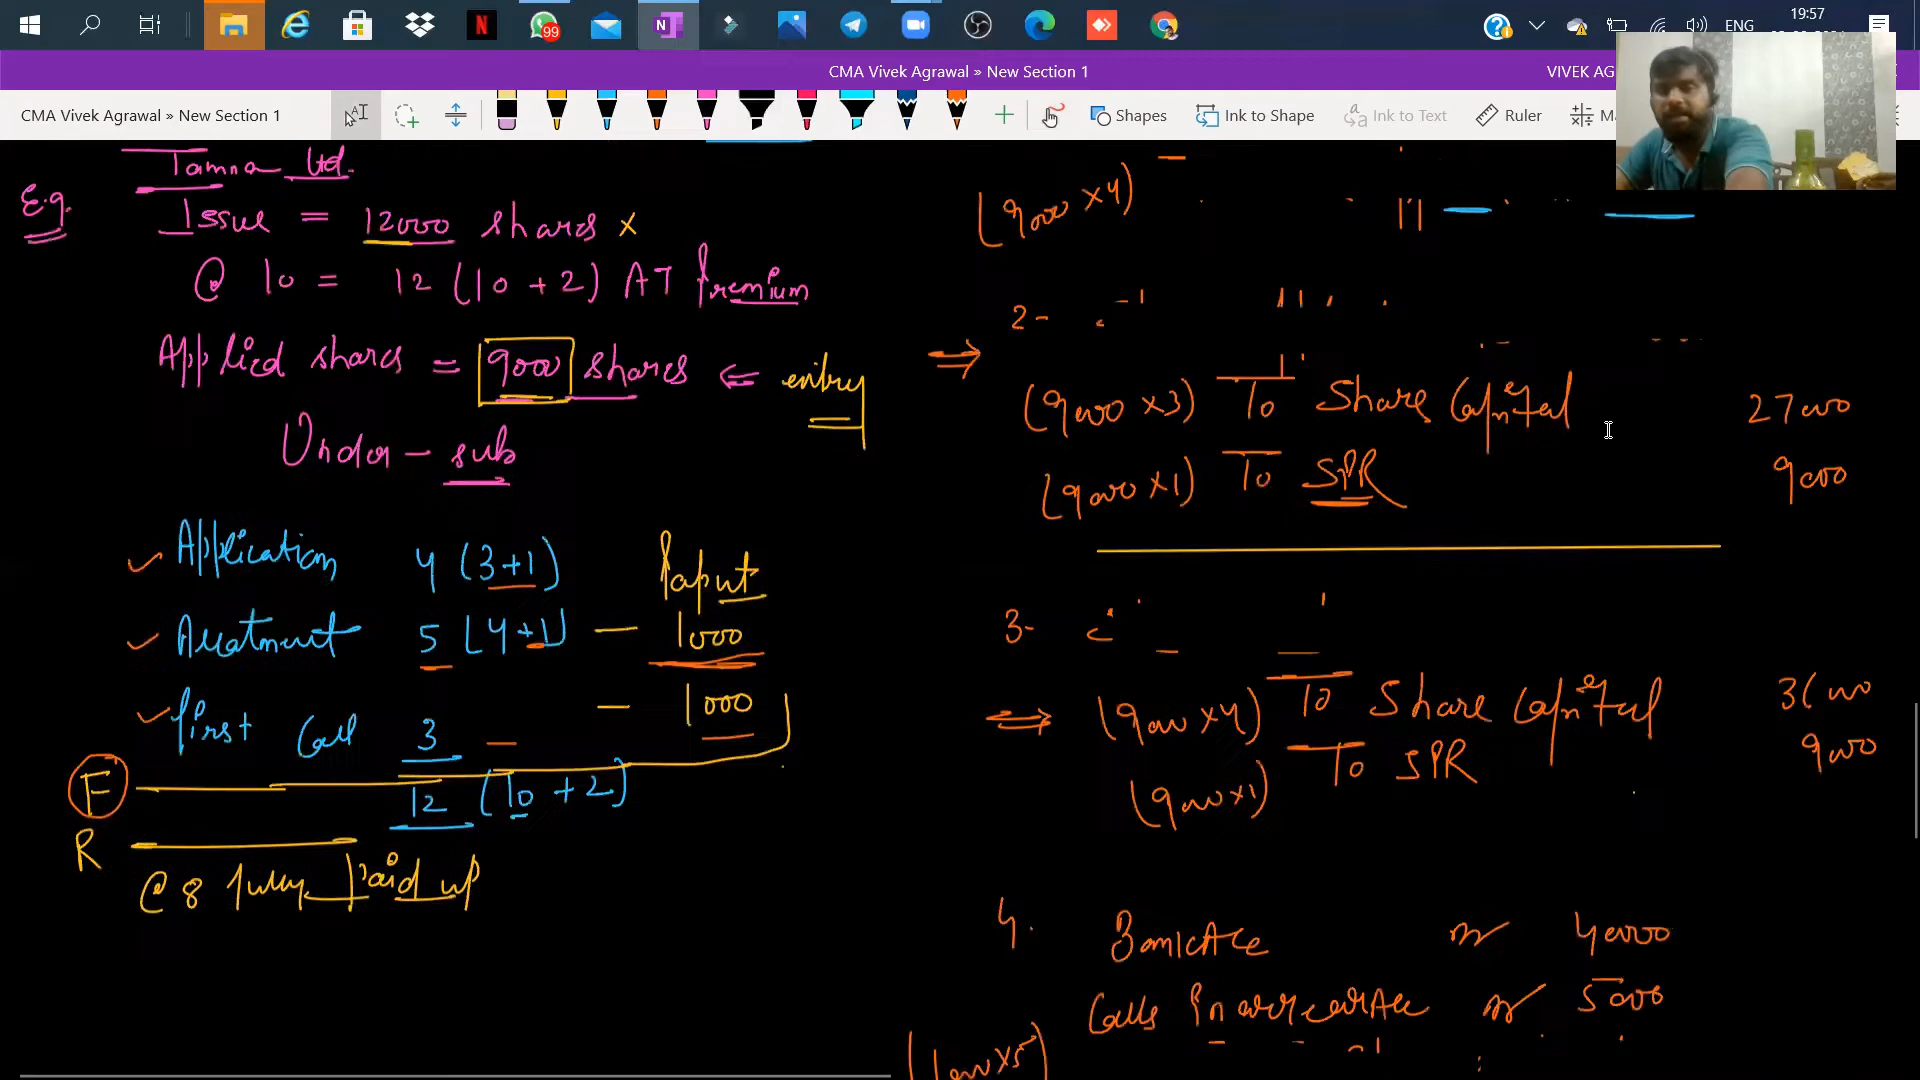 19:57
ENG
99
CMA Vivek Agrawal » New Section 1
VIVEK AG
CMA Vivek Agrawal » New Section 1
Shapes
Ink to Shape
Ink to Text
Ruler
Tamna Ltd.
E.g.
Issue = 12000 shares x
@ 10 = 12 (10 + 2) AT Premium
Applied shares = 9000 shares ⇐ entry
Under - sub
Application 4 (3+1)
Paput
Allotment 5 (4+1) — 1000
First Call 3 — — 1000
F
12 (10 + 2)
R
@ 8 fully paid up
(9000 x 4)
2-
⇒
(9000 x 3) To Share Capital 27000
(9000 x 1) To SPR 9000
3-
(9000 x 4) To Share Capital 36000
(9000 x 1) To SPR 9000
4. Bank A/c Dr 40000
Calls in arrear A/c Dr 5000
(1000 x 5)